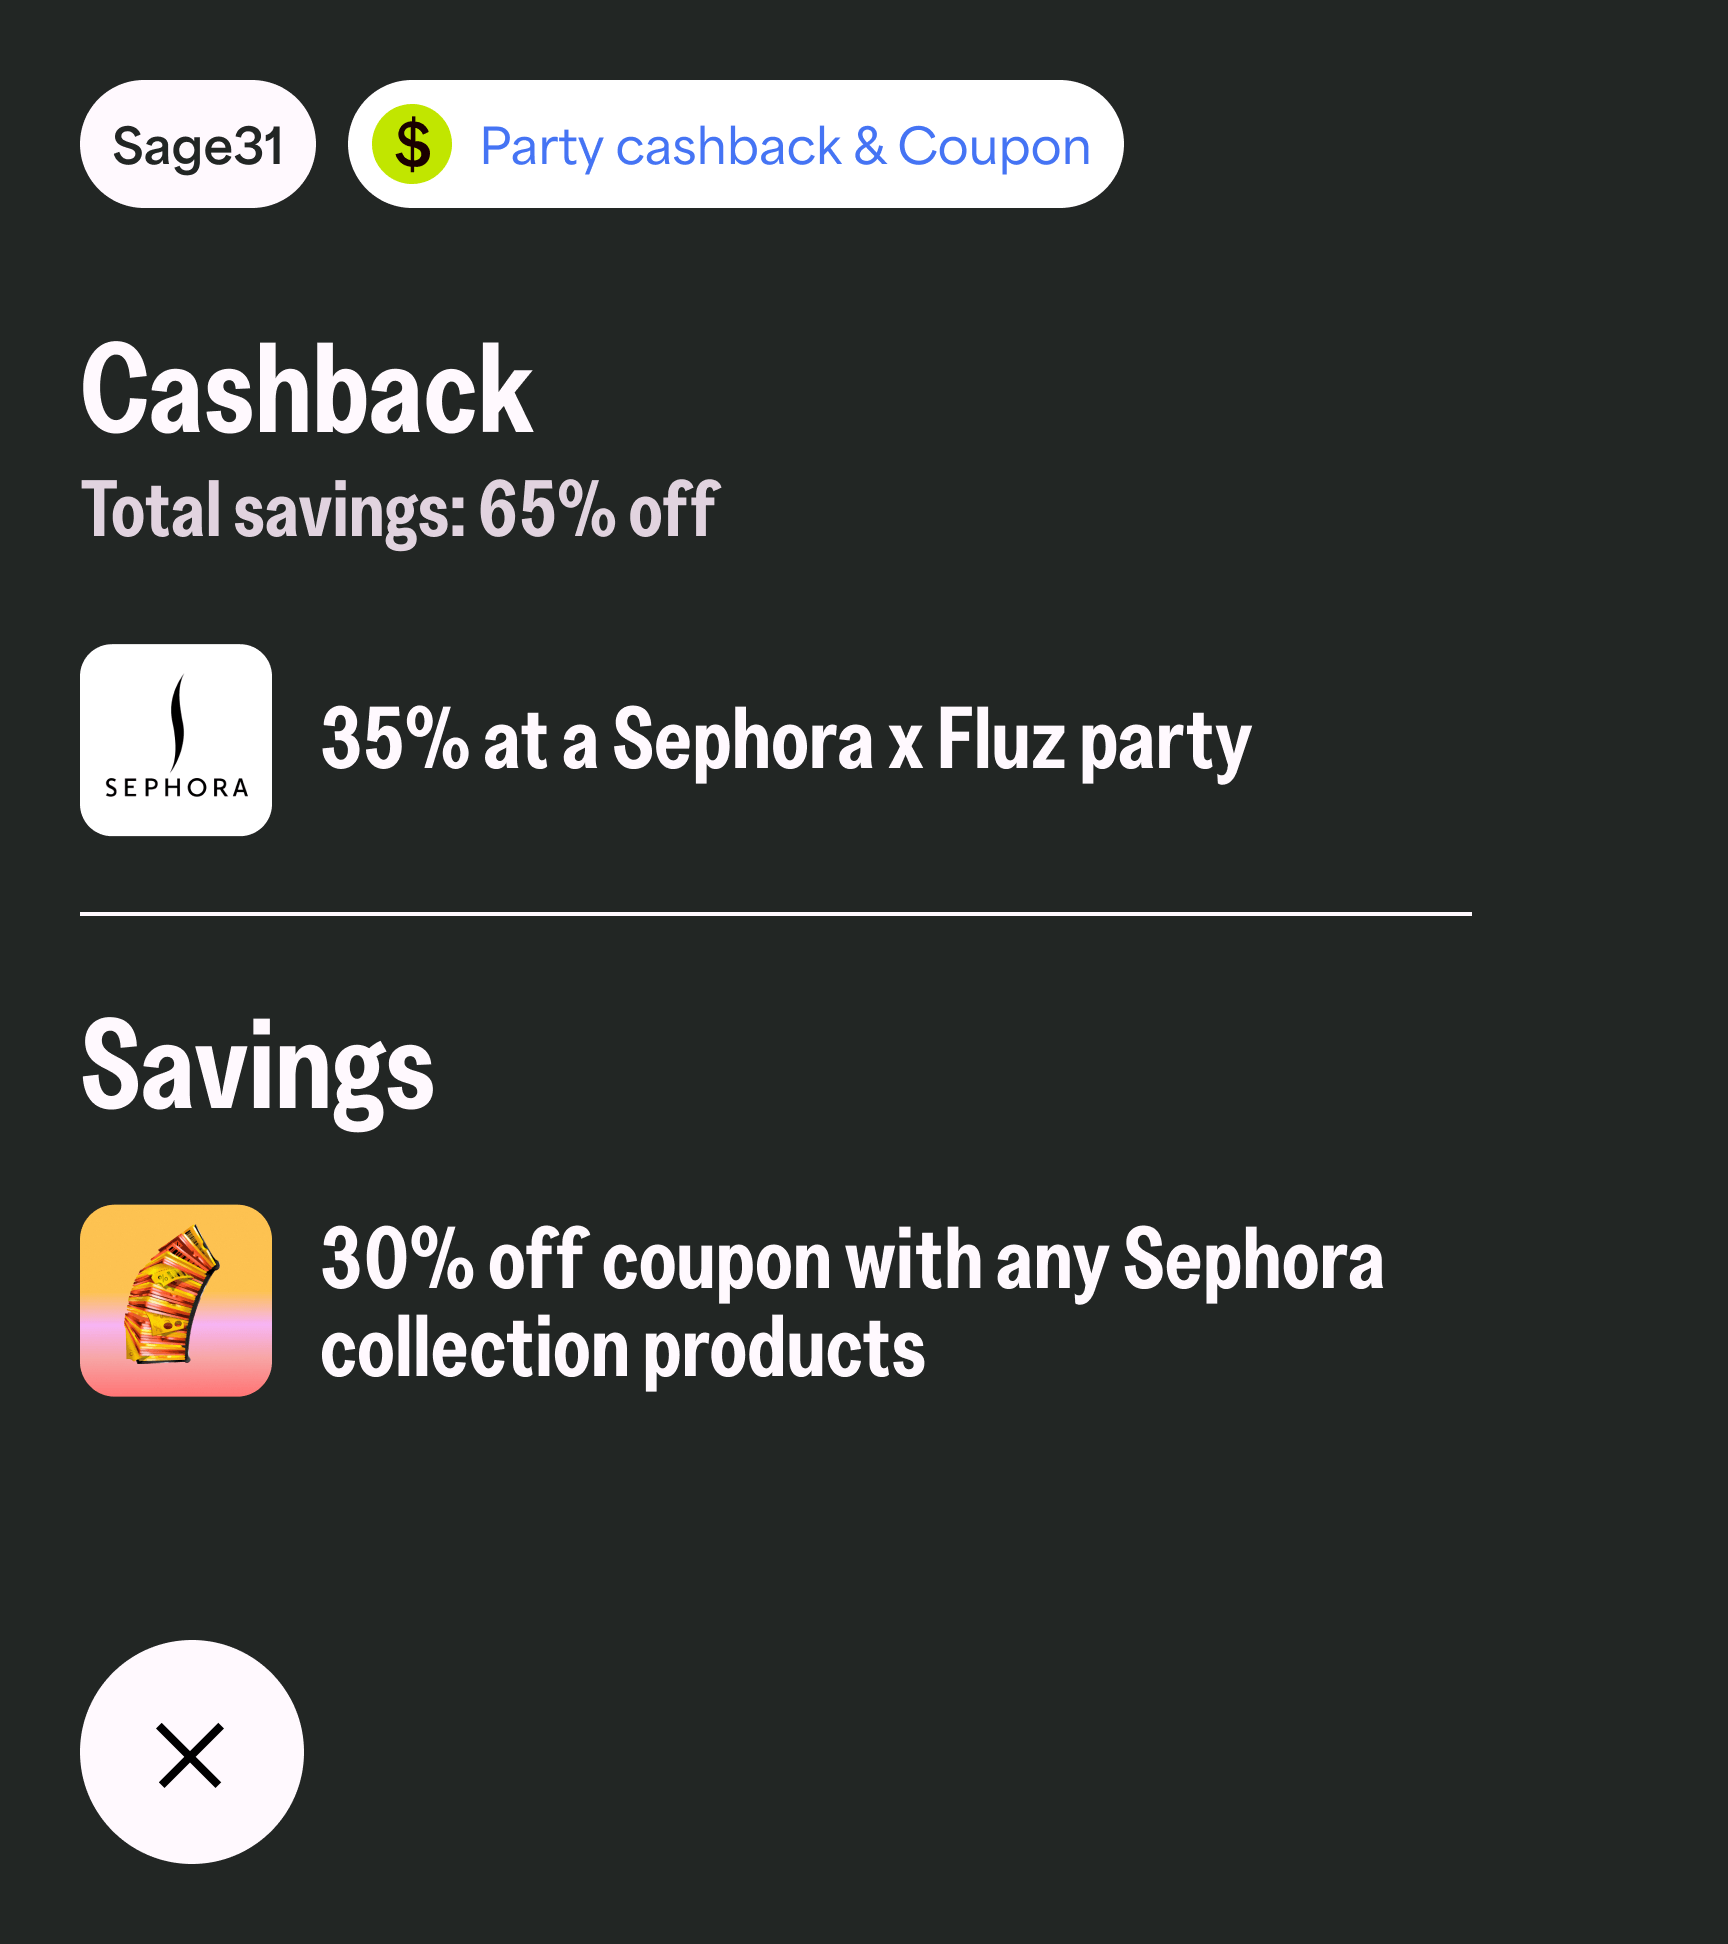 Sage31
$ Party cashback & Coupon
Cashback
Total savings: 65% off
SEPHORA
35% at a Sephora x Fluz party
Savings
30% off coupon with any Sephora
collection products